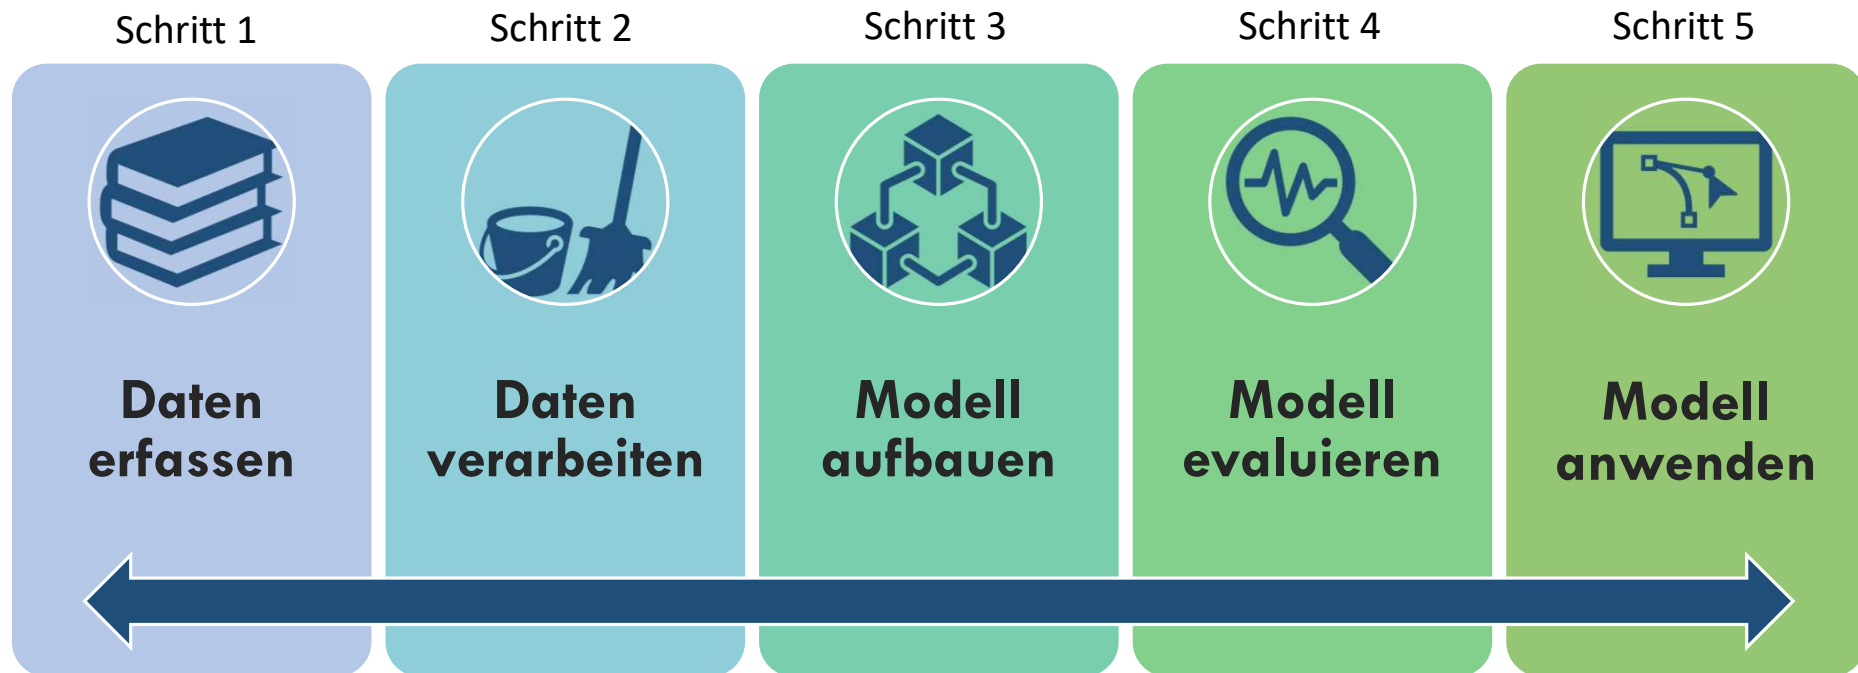 Schritt 1
Schritt 2
Schritt 3
Schritt 4
Schritt 5
Daten
erfassen
Daten
verarbeiten
Modell
aufbauen
Modell
evaluieren
Modell
anwenden